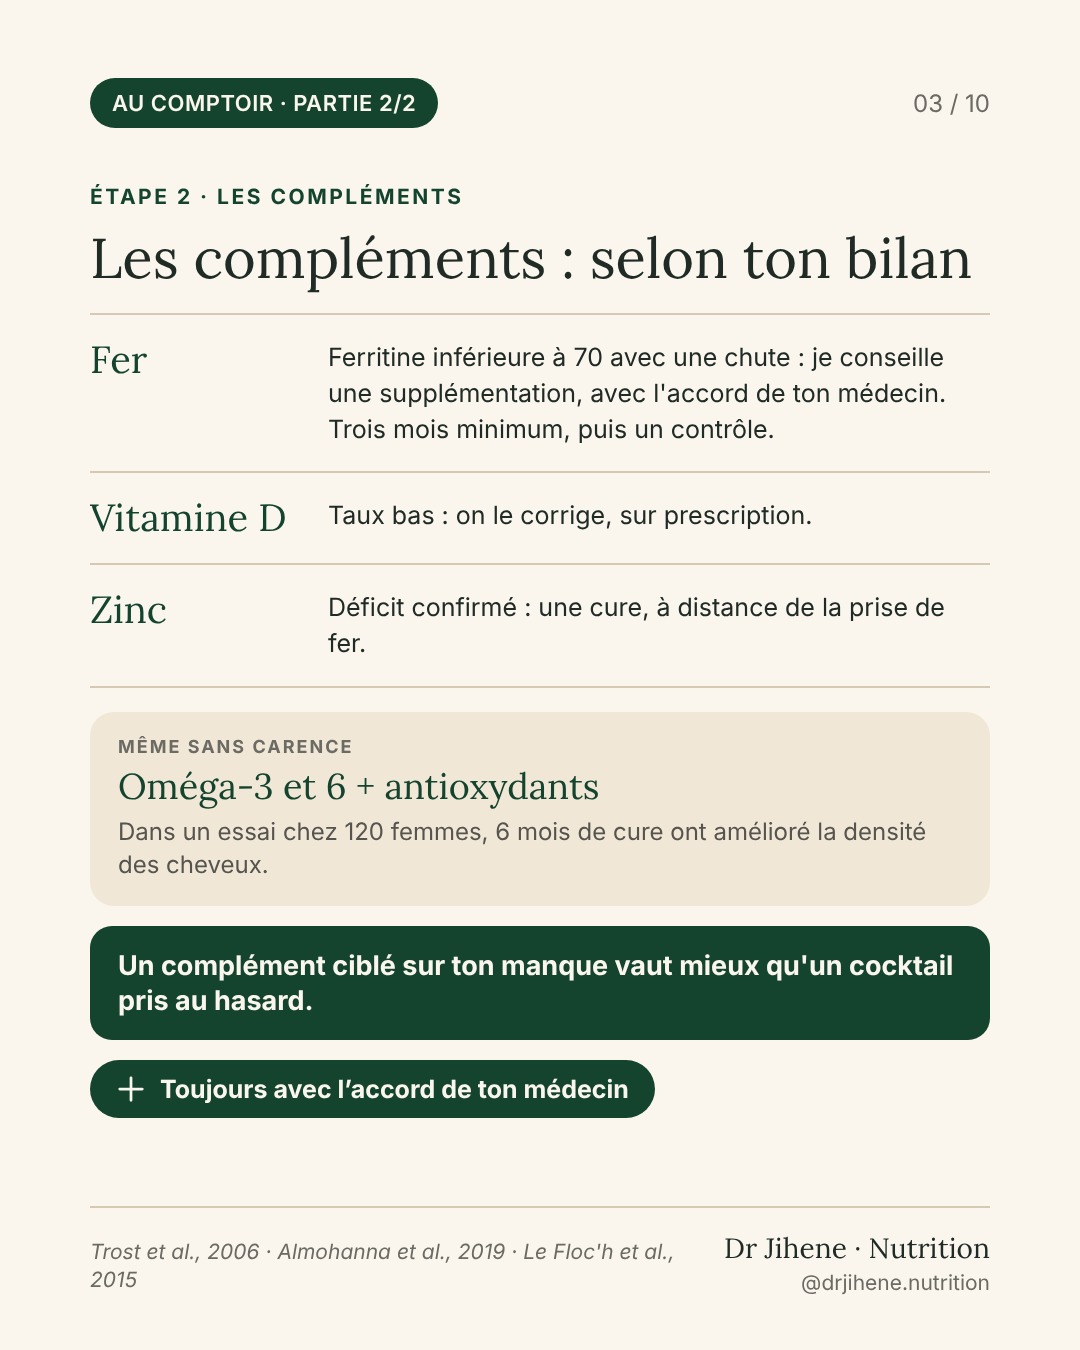 AU COMPTOIR · PARTIE 2/2
03 / 10
ÉTAPE 2 · LES COMPLÉMENTS
Les compléments : selon ton bilan
Fer
Ferritine inférieure à 70 avec une chute : je conseille
une supplémentation, avec l'accord de ton médecin.
Trois mois minimum, puis un contrôle.
Vitamine D
Taux bas : on le corrige, sur prescription.
Zinc
Déficit confirmé : une cure, à distance de la prise de
fer.
MÊME SANS CARENCE
Oméga-3 et 6 + antioxydants
Dans un essai chez 120 femmes, 6 mois de cure ont amélioré la densité
des cheveux.
Un complément ciblé sur ton manque vaut mieux qu'un cocktail
pris au hasard.
Toujours avec l’accord de ton médecin
Trost et al., 2006 · Almohanna et al., 2019 · Le Floc'h et al.,
2015
Dr Jihene · Nutrition
@drjihene.nutrition